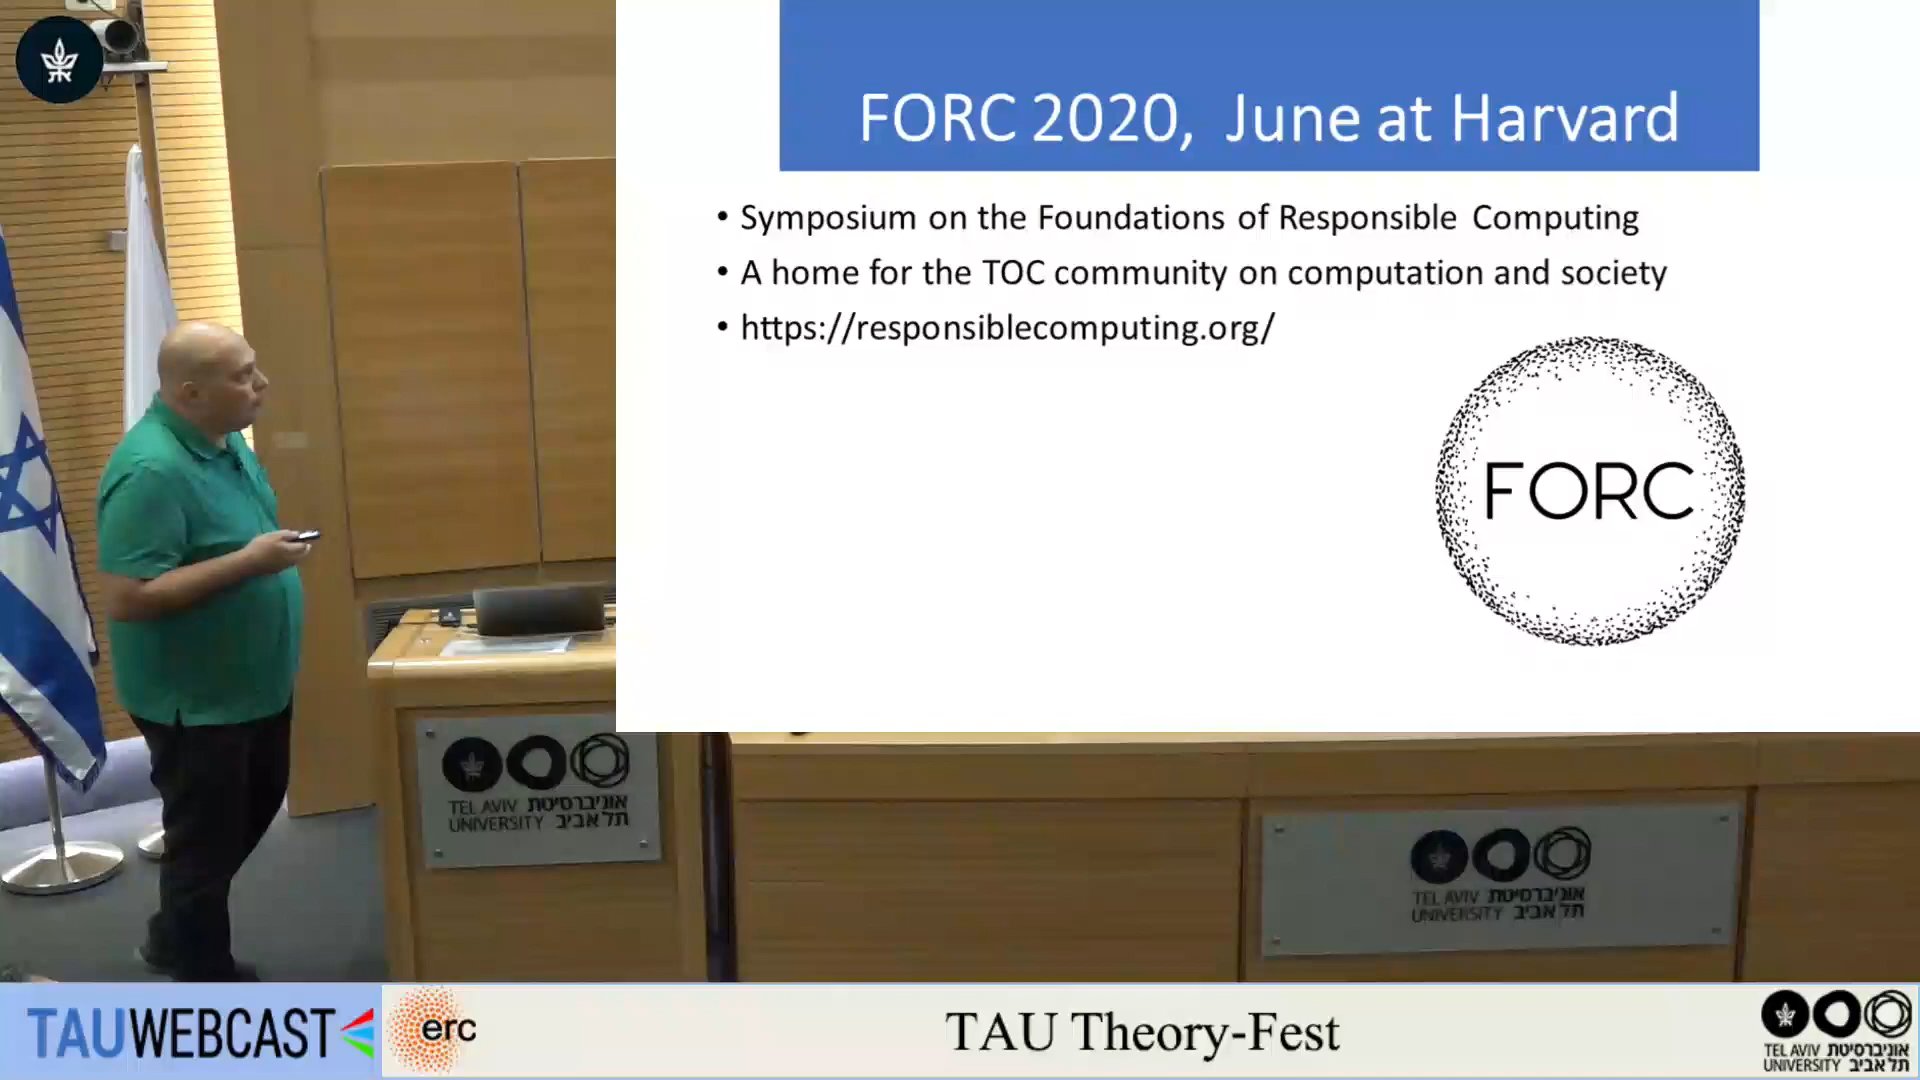 FORC 2020, June at Harvard
• Symposium on the Foundations of Responsible Computing
• A home for the TOC community on computation and society
• https://responsiblecomputing.org/
FORC
TEL AVIV אוניברסיטת
UNIVERSITY תל אביב
TEL AVIV אוניברסיטת
UNIVERSITY תל אביב
TAUWEBCAST
erc
TAU Theory-Fest
TEL AVIV אוניברסיטת
UNIVERSITY תל אביב